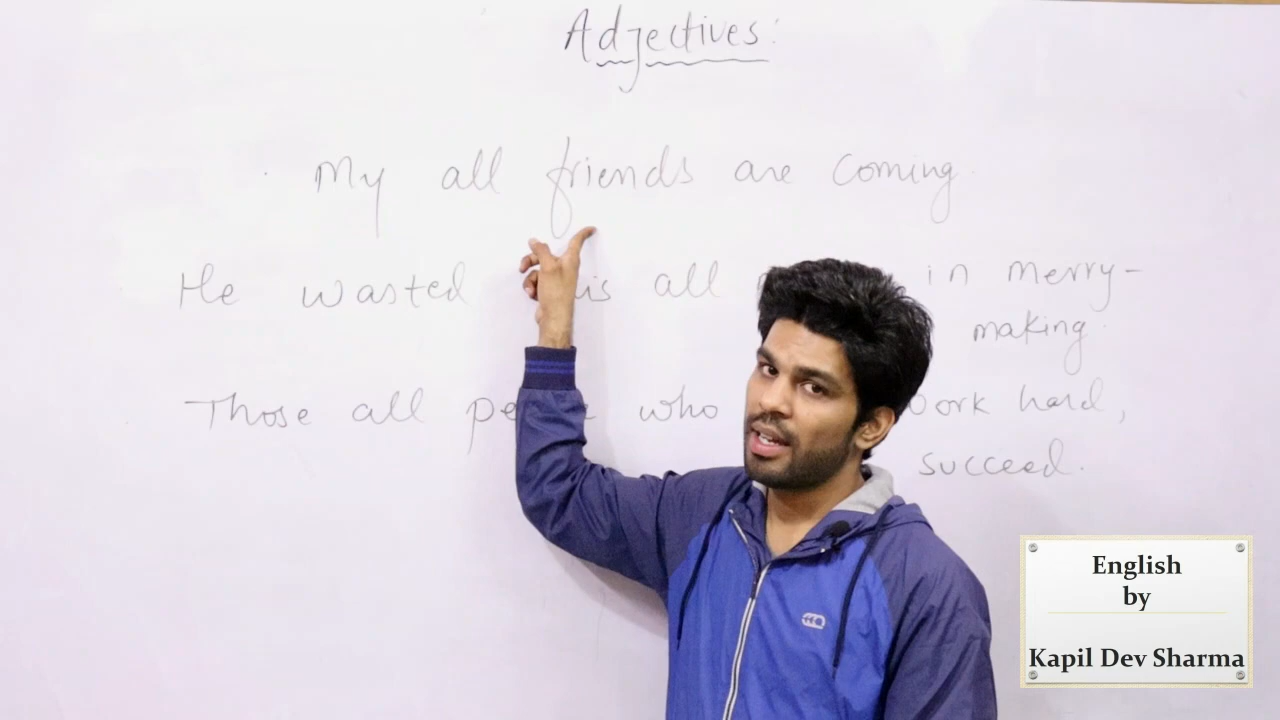 Adjectives:
My all friends are coming.
He wasted his all in merry-
making.
Those all who work hard,
succeed.
English
by
Kapil Dev Sharma